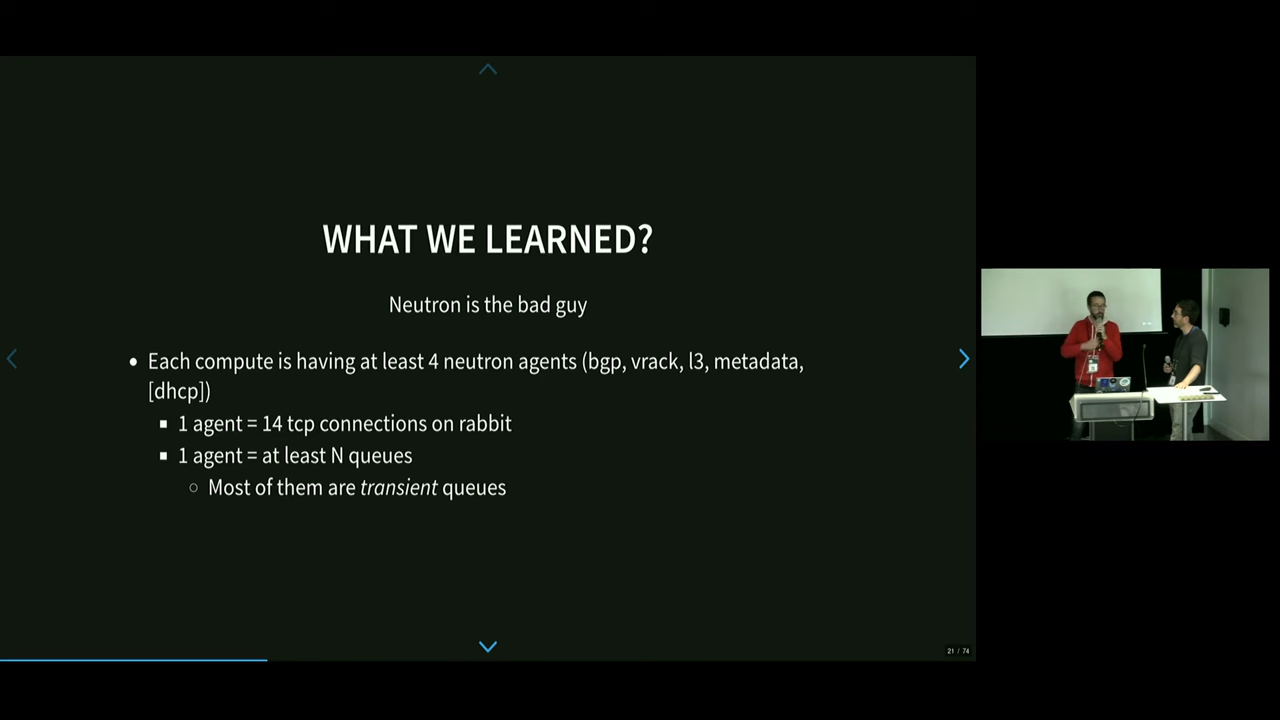 WHAT WE LEARNED?
Neutron is the bad guy
Each compute is having at least 4 neutron agents (bgp, vrack, l3, metadata,
[dhcp])
1 agent = 14 tcp connections on rabbit
1 agent = at least N queues
Most of them are transient queues
21 / 74